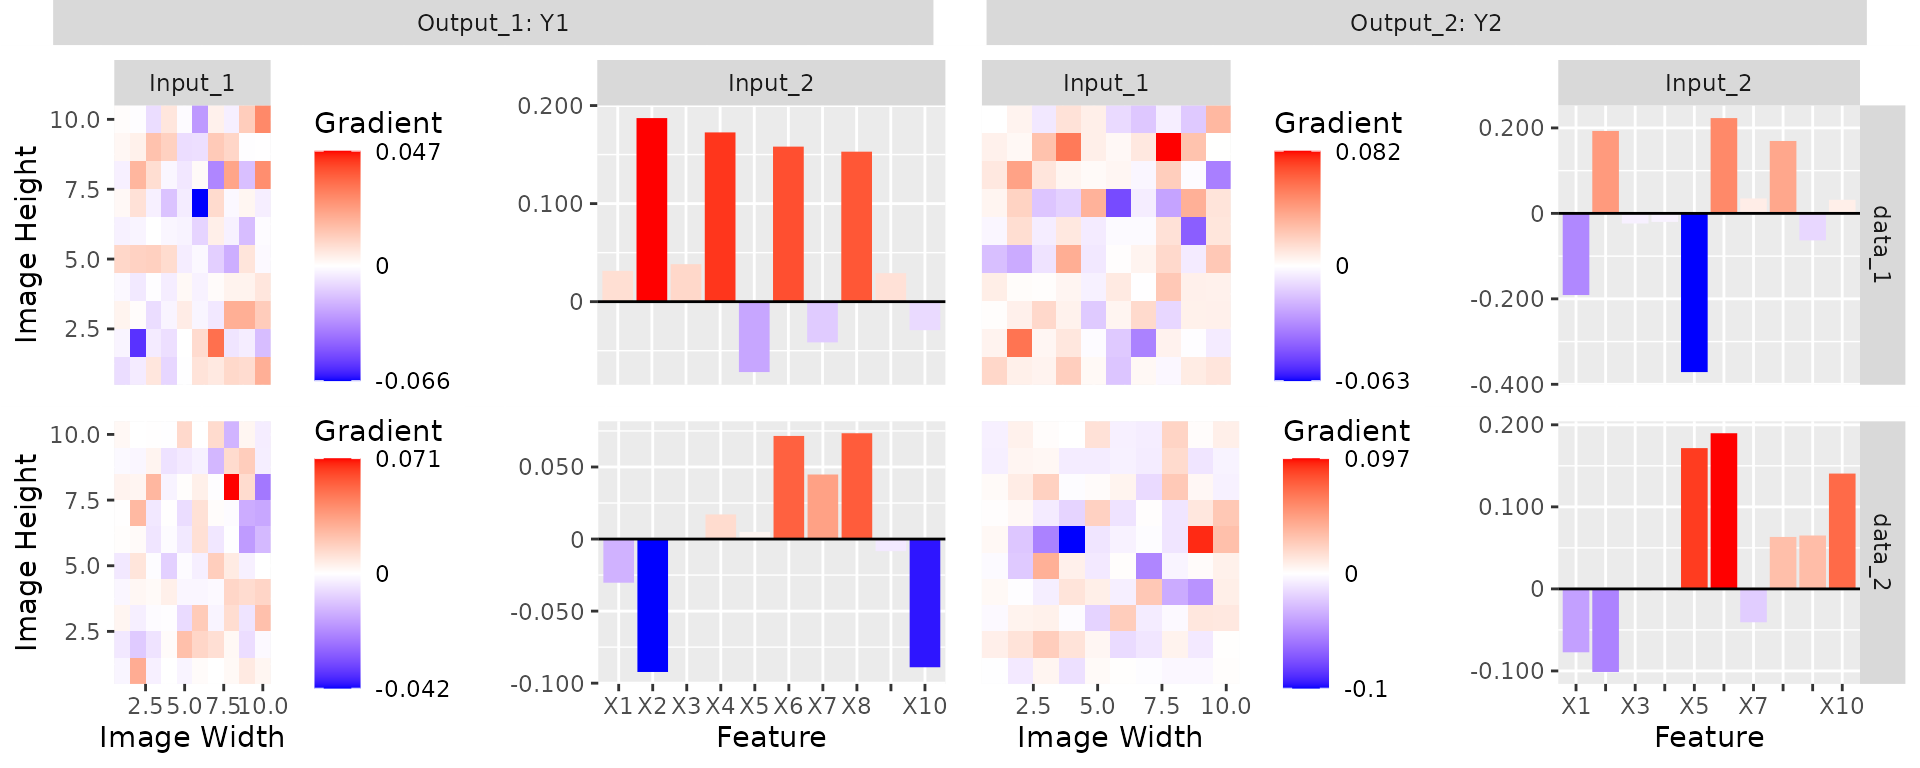 Output_1: Y1
Output_2: Y2
Input_1
Input_2
Input_1
Input_2
Image Height
10.0
7.5
5.0
2.5
Gradient
0.047
0
-0.066
0.200
0.100
0
Gradient
0.082
0
-0.063
0.200
0
-0.200
-0.400
data_1
Image Height
10.0
7.5
5.0
2.5
Gradient
0.071
0
-0.042
0.050
0
-0.050
-0.100
Gradient
0.097
0
-0.1
0.200
0.100
0
-0.100
data_2
2.5 5.0 7.5 10.0
X1 X2 X3 X4 X5 X6 X7 X8 X10
2.5 5.0 7.5 10.0
X1 X3 X5 X7 X10
Image Width
Feature
Image Width
Feature